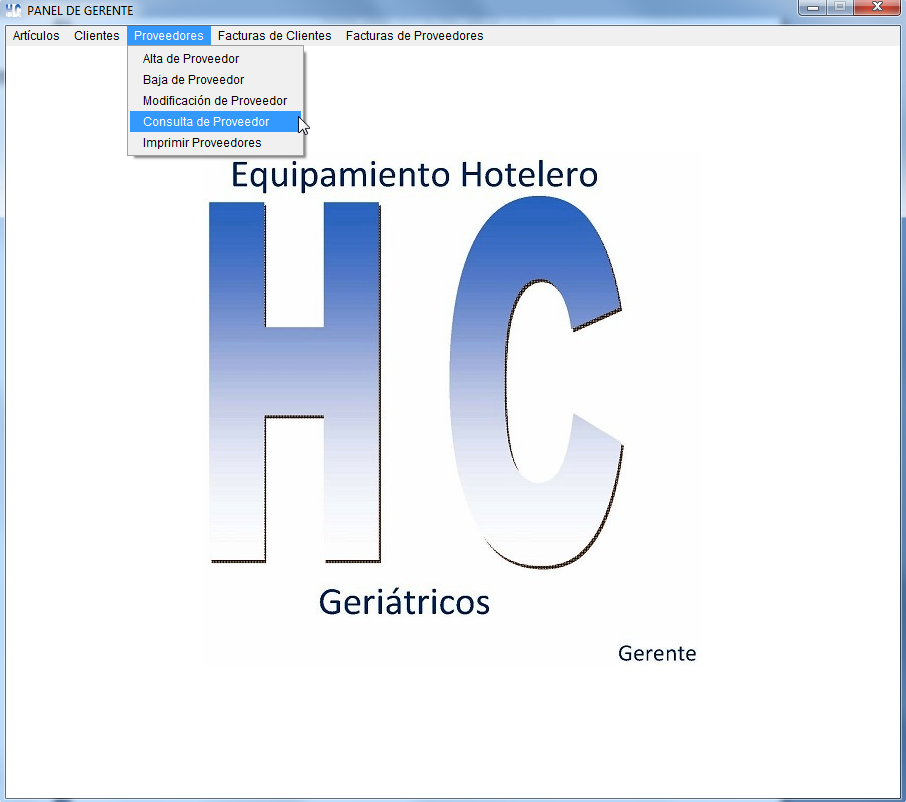 HC PANEL DE GERENTE
Artículos Clientes Proveedores Facturas de Clientes Facturas de Proveedores
Alta de Proveedor
Baja de Proveedor
Modificación de Proveedor
Consulta de Proveedor
Imprimir Proveedores
Equipamiento Hotelero
HC
Geriátricos
Gerente